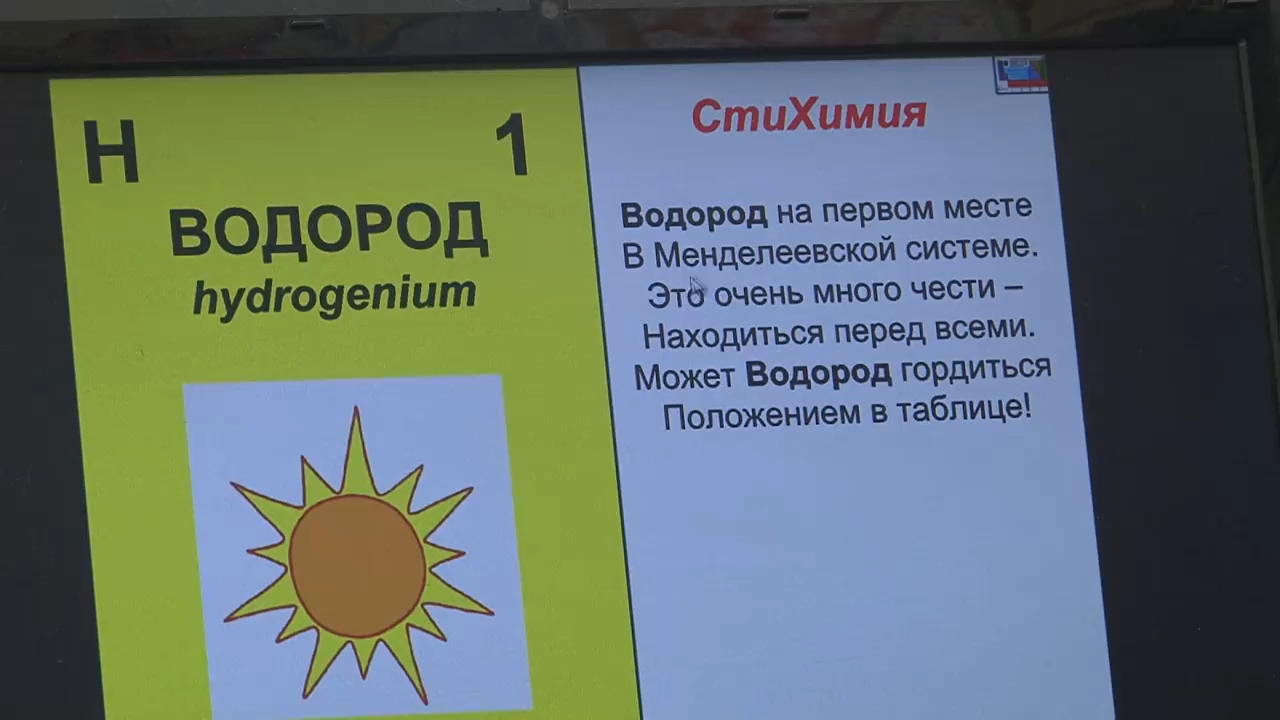 H 1
ВОДОРОД
hydrogenium
СтиХимия
Водород на первом месте
В Менделеевской системе.
Это очень много чести –
Находиться перед всеми.
Может Водород гордиться
Положением в таблице!